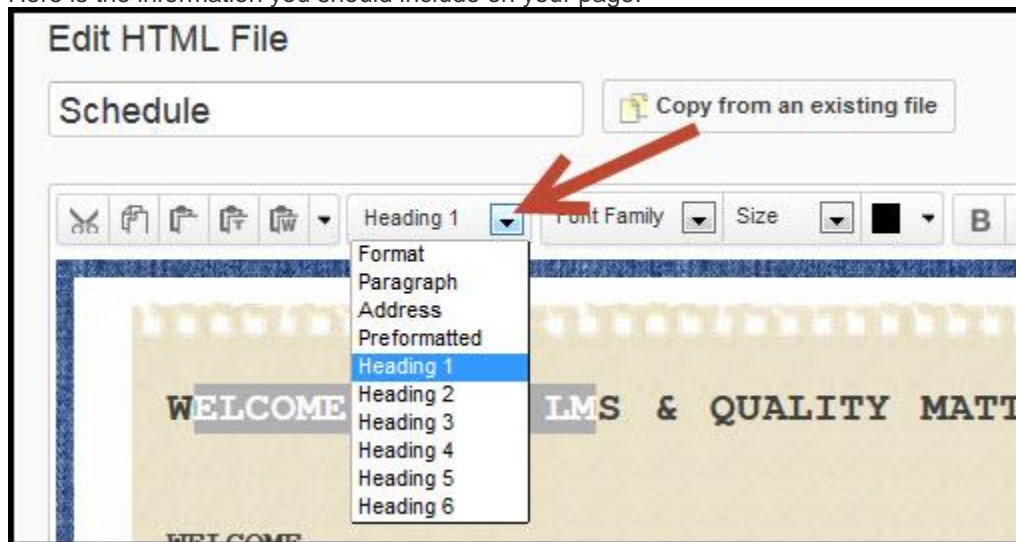 Here is the information you should include on your page.
Edit HTML File
Schedule
Copy from an existing file
Heading 1
Font Family
Size
B
Format
Paragraph
Address
Preformatted
Heading 1
Heading 2
Heading 3
Heading 4
Heading 5
Heading 6
WELCOME LMS & QUALITY MATT
WELCOME